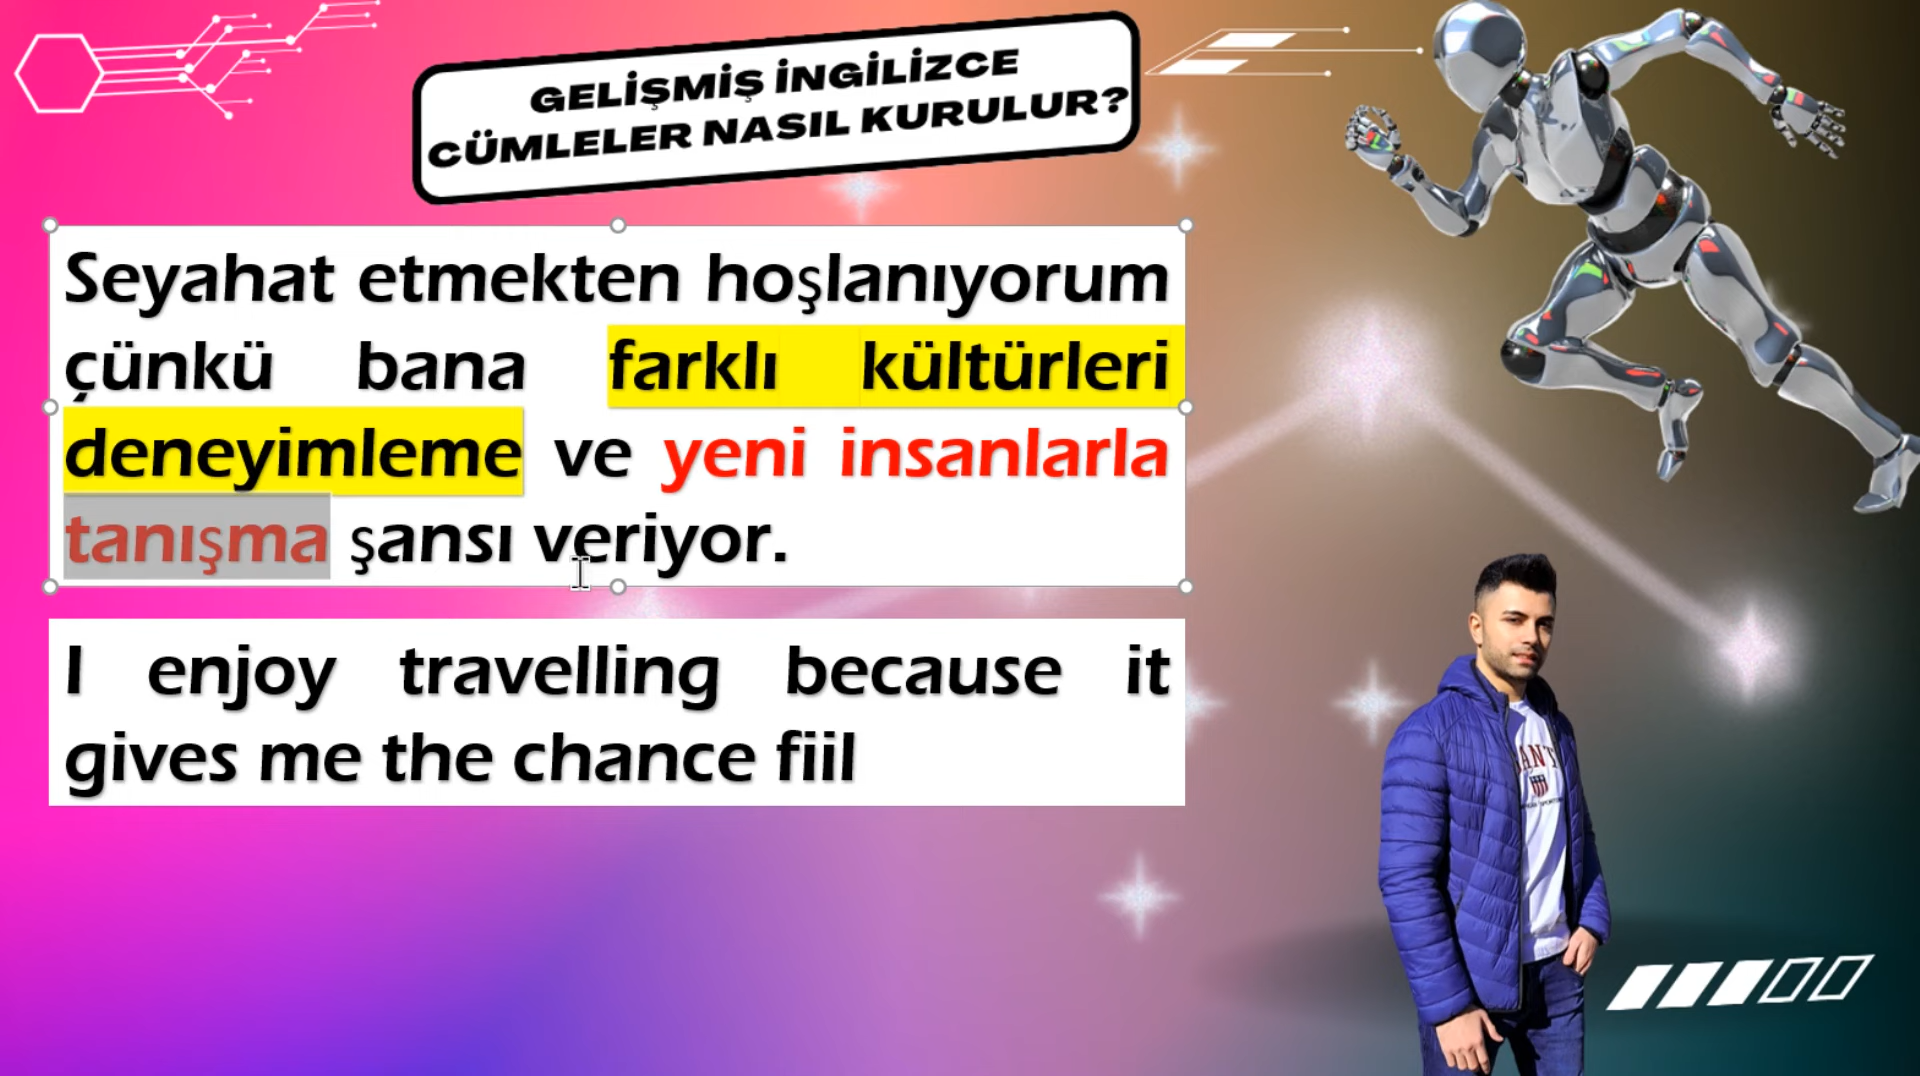 GELİŞMİŞ İNGİLİZCE
CÜMLELER NASIL KURULUR?
Seyahat etmekten hoşlanıyorum
çünkü bana farklı kültürleri
deneyimleme ve yeni insanlarla
tanışma şansı veriyor.
I enjoy travelling because it
gives me the chance fiil